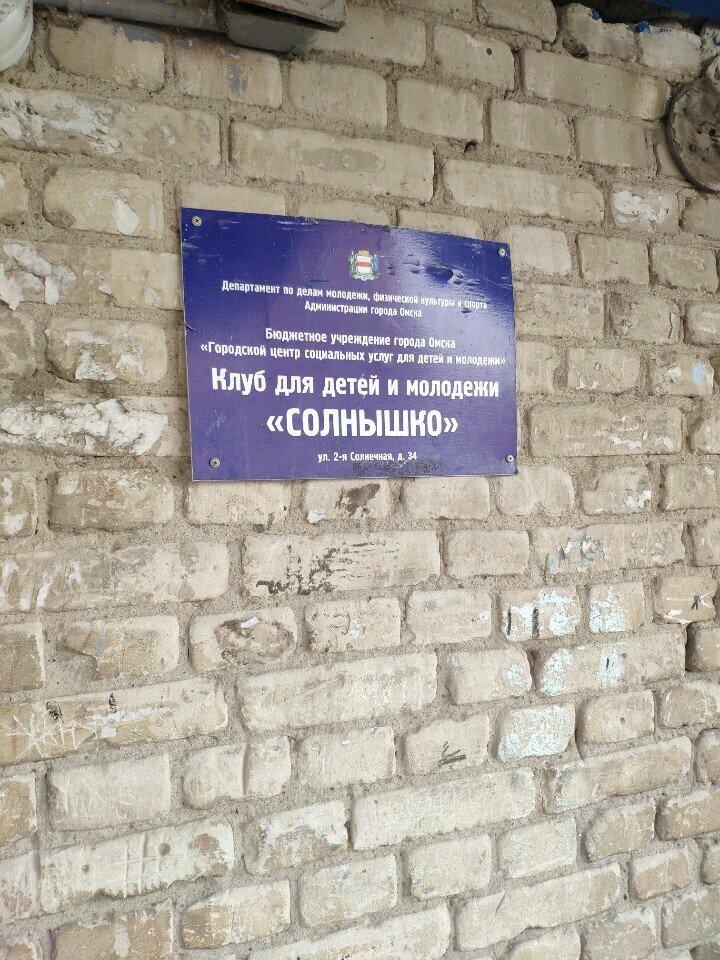 Департамент по делам молодежи, физической культуры и спорта
Администрации города Омска
Бюджетное учреждение города Омска
«Городской центр социальных услуг для детей и молодежи»
Клуб для детей и молодежи
«СОЛНЫШКО»
ул. 2-я Солнечная, д. 34